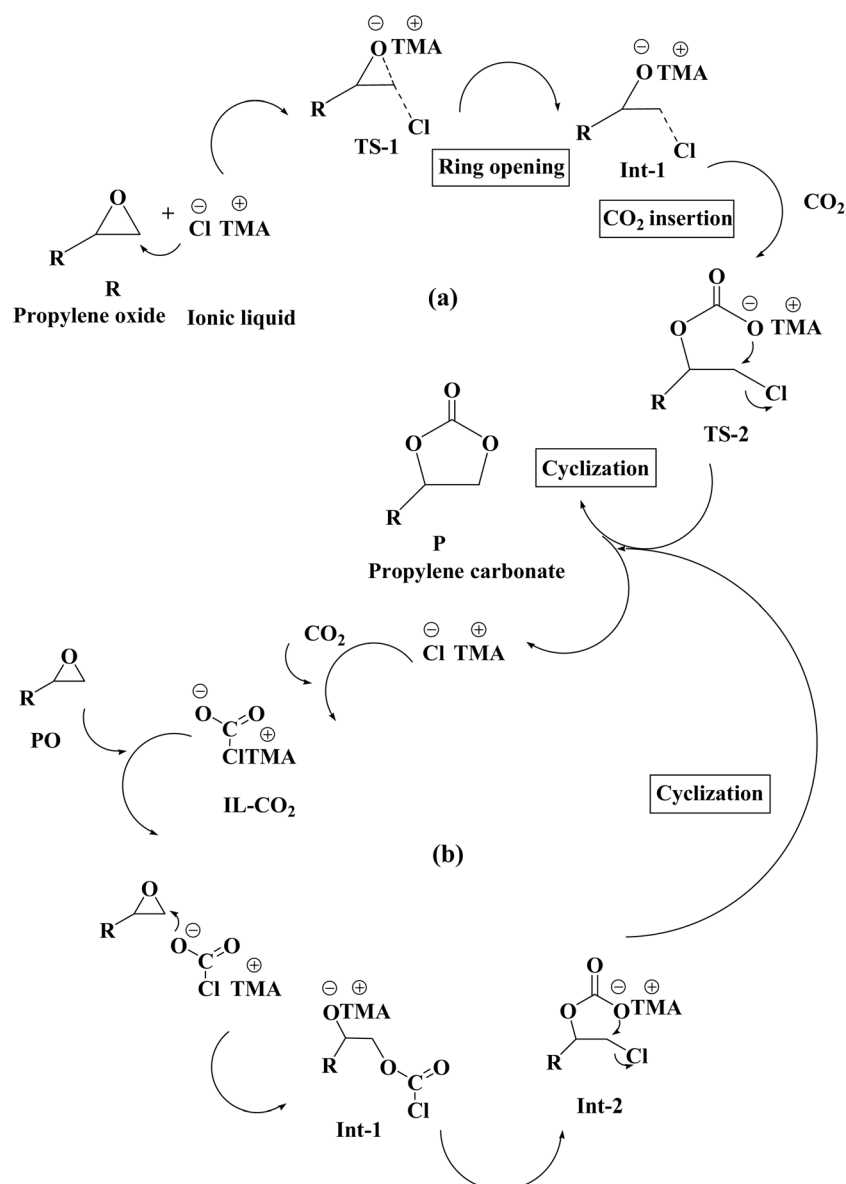 ⊖ ⊕
O TMA
R
Cl
TS-1
⊖ ⊕
O TMA
R
Cl
Int-1
Ring opening
CO₂ insertion
CO₂
O
+
⊖ ⊕
Cl TMA
R
R
Propylene oxide
Ionic liquid
(a)
O
⊖ ⊕
O O TMA
R
Cl
TS-2
O
O O
R
P
Propylene carbonate
Cyclization
CO₂
⊖ ⊕
Cl TMA
O
R
PO
⊖
O O
C
⊕
ClTMA
IL-CO₂
Cyclization
(b)
O
R
⊖
O O
C
⊕
Cl TMA
⊖ ⊕
OTMA
R
O O
C
Cl
Int-1
O
⊖ ⊕
O OTMA
R
Cl
Int-2